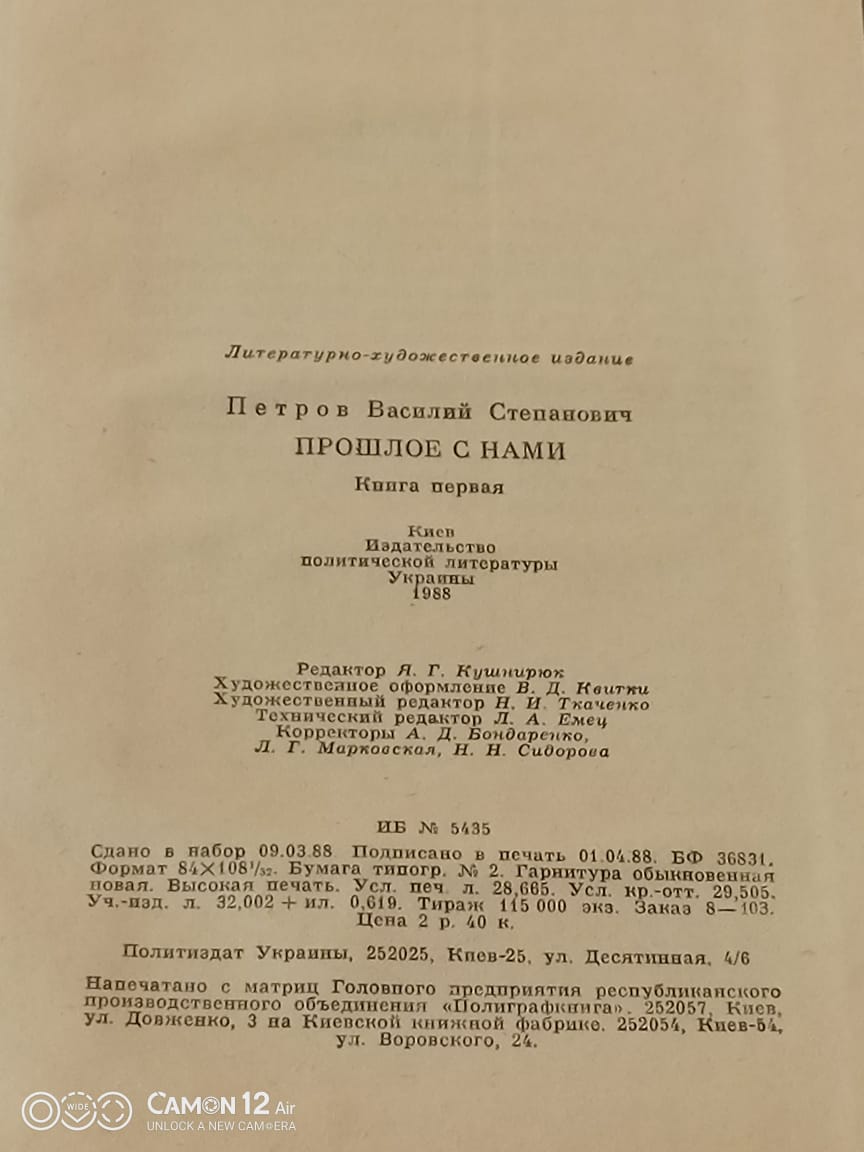 Литературно-художественное издание
Петров Василий Степанович
ПРОШЛОЕ С НАМИ
Книга первая
Киев
Издательство
политической литературы
Украины
1988
Редактор Я. Г. Кушнирюк
Художественное оформление В. Д. Квитки
Художественный редактор Н. И. Ткаченко
Технический редактор Л. А. Емец
Корректоры А. Д. Бондаренко,
Л. Г. Марковская, Н. Н. Сидорова
ИБ № 5435
Сдано в набор 09.03.88 Подписано в печать 01.04.88. БФ 36831.
Формат 84×108¹/₃₂. Бумага типогр. № 2. Гарнитура обыкновенная
новая. Высокая печать. Усл. печ л. 28,665. Усл. кр.-отт. 29,505.
Уч.-изд. л. 32,002 + ил. 0,619. Тираж 115 000 экз. Заказ 8—103.
Цена 2 р. 40 к.
Политиздат Украины, 252025, Киев-25, ул. Десятинная, 4/6
Напечатано с матриц Головного предприятия республиканского
производственного объединения «Полиграфкнига». 252057, Киев,
ул. Довженко, 3 на Киевской книжной фабрике. 252054, Киев-54,
ул. Воровского, 24.
WIDE
CAMON 12 Air
UNLOCK A NEW CAMERA